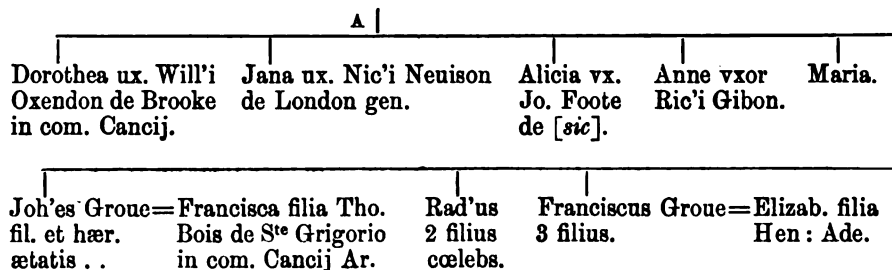 A
Dorothea ux. Will'i Jana ux. Nic'i Neuison Alicia vx. Anne vxor Maria.
Oxendon de Brooke de London gen. Jo. Foote Ric'i Gibon.
in com. Cancij. de [sic].
Joh'es Groue=Francisca filia Tho. Rad'us Franciscus Groue=Elizab. filia
fil. et hær. Bois de Ste Grigorio 2 filius 3 filius. Hen: Ade.
ætatis . . in com. Cancij Ar. cœlebs.